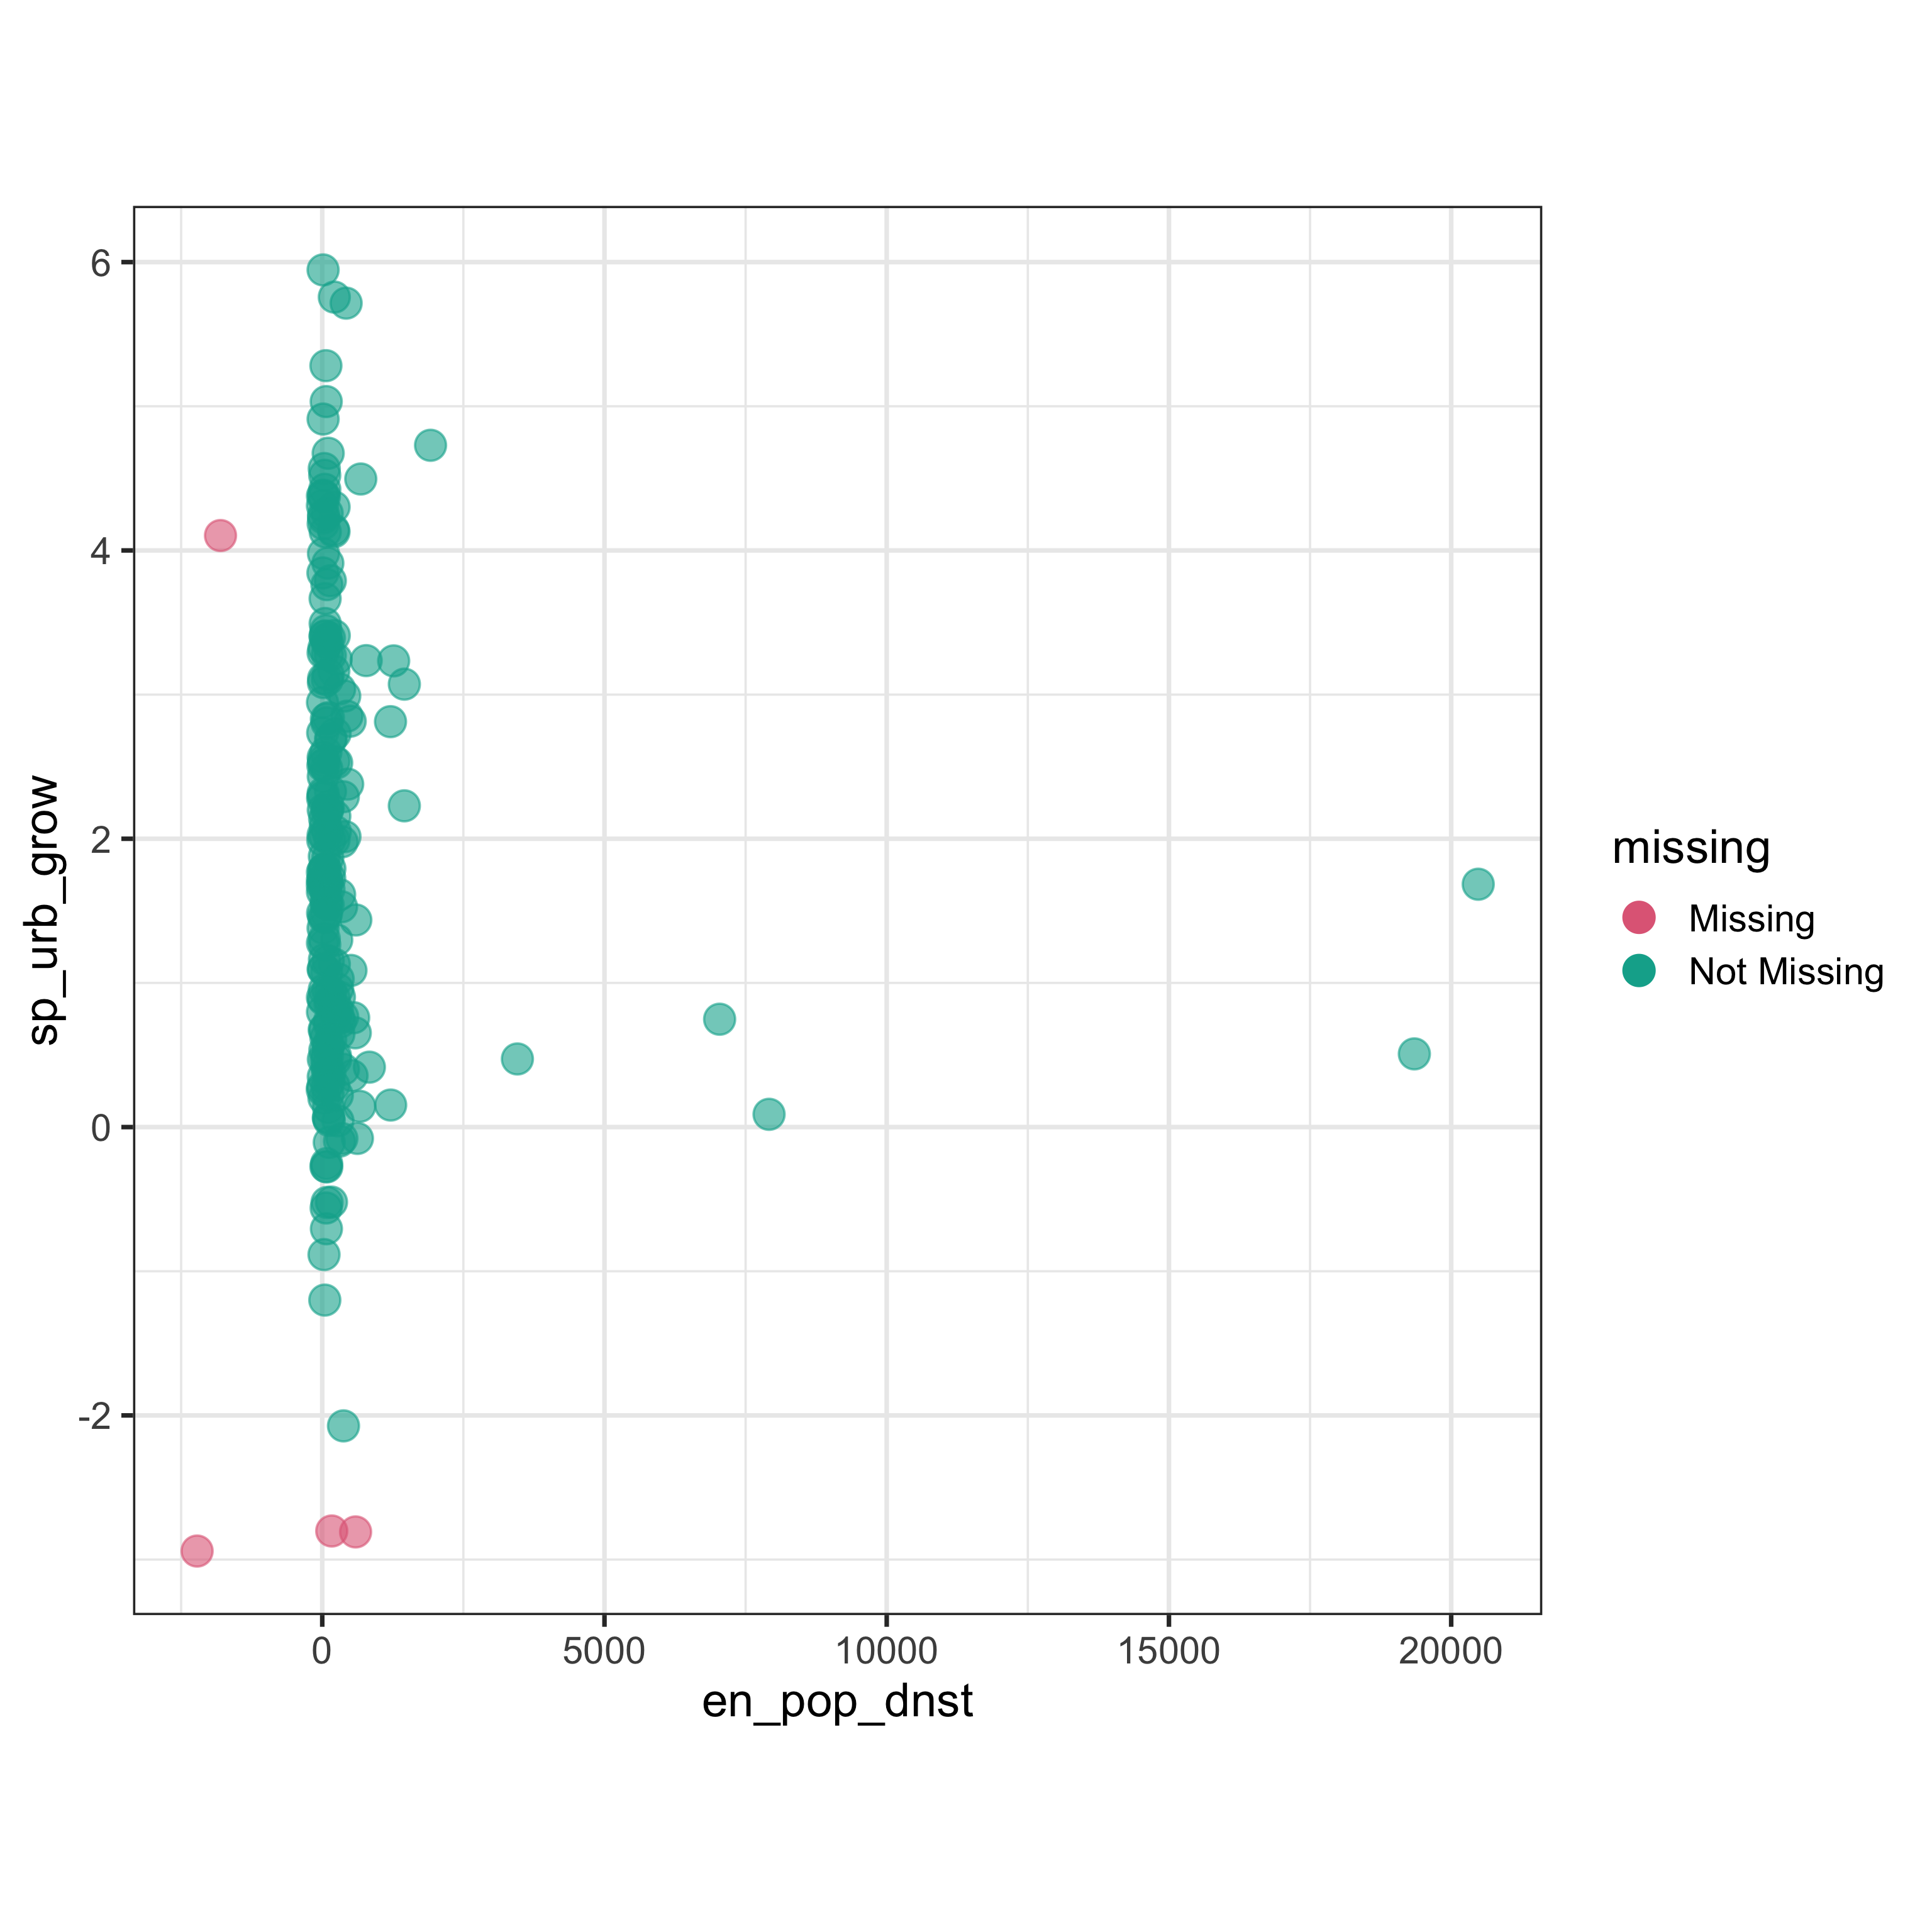 6
4
2
0
-2
sp_urb_grow
0 5000 10000 15000 20000
en_pop_dnst
missing
Missing
Not Missing